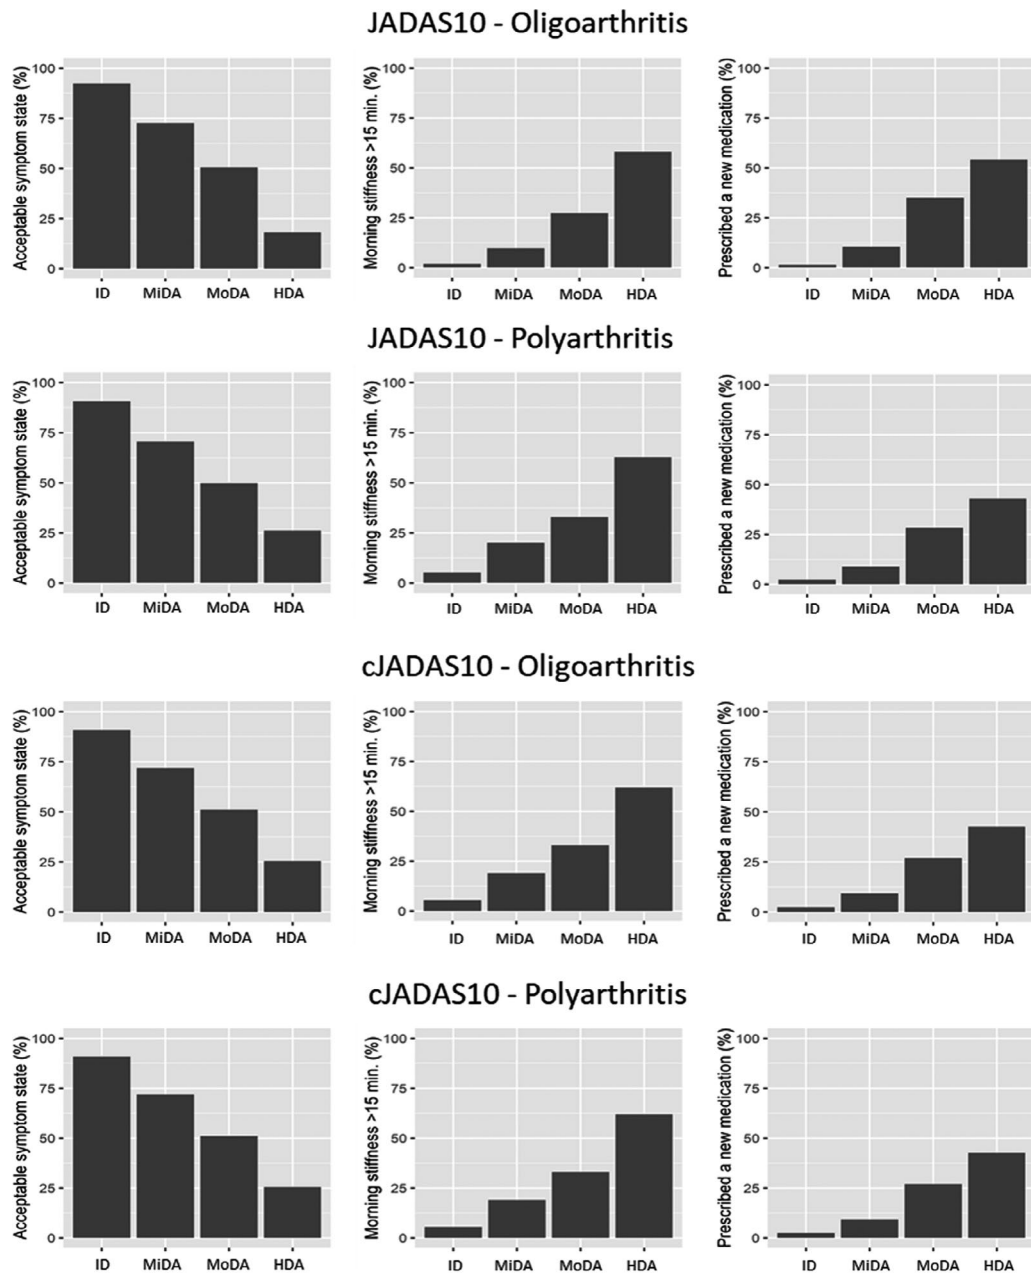 JADAS10 - Oligoarthritis
Acceptable symptom state (%)
100
75
50
25
0
ID MiDA MoDA HDA
Morning stiffness >15 min. (%)
100
75
50
25
0
ID MiDA MoDA HDA
Prescribed a new medication (%)
100
75
50
25
0
ID MiDA MoDA HDA
JADAS10 - Polyarthritis
Acceptable symptom state (%)
100
75
50
25
0
ID MiDA MoDA HDA
Morning stiffness >15 min. (%)
100
75
50
25
0
ID MiDA MoDA HDA
Prescribed a new medication (%)
100
75
50
25
0
ID MiDA MoDA HDA
cJADAS10 - Oligoarthritis
Acceptable symptom state (%)
100
75
50
25
0
ID MiDA MoDA HDA
Morning stiffness >15 min. (%)
100
75
50
25
0
ID MiDA MoDA HDA
Prescribed a new medication (%)
100
75
50
25
0
ID MiDA MoDA HDA
cJADAS10 - Polyarthritis
Acceptable symptom state (%)
100
75
50
25
0
ID MiDA MoDA HDA
Morning stiffness >15 min. (%)
100
75
50
25
0
ID MiDA MoDA HDA
Prescribed a new medication (%)
100
75
50
25
0
ID MiDA MoDA HDA